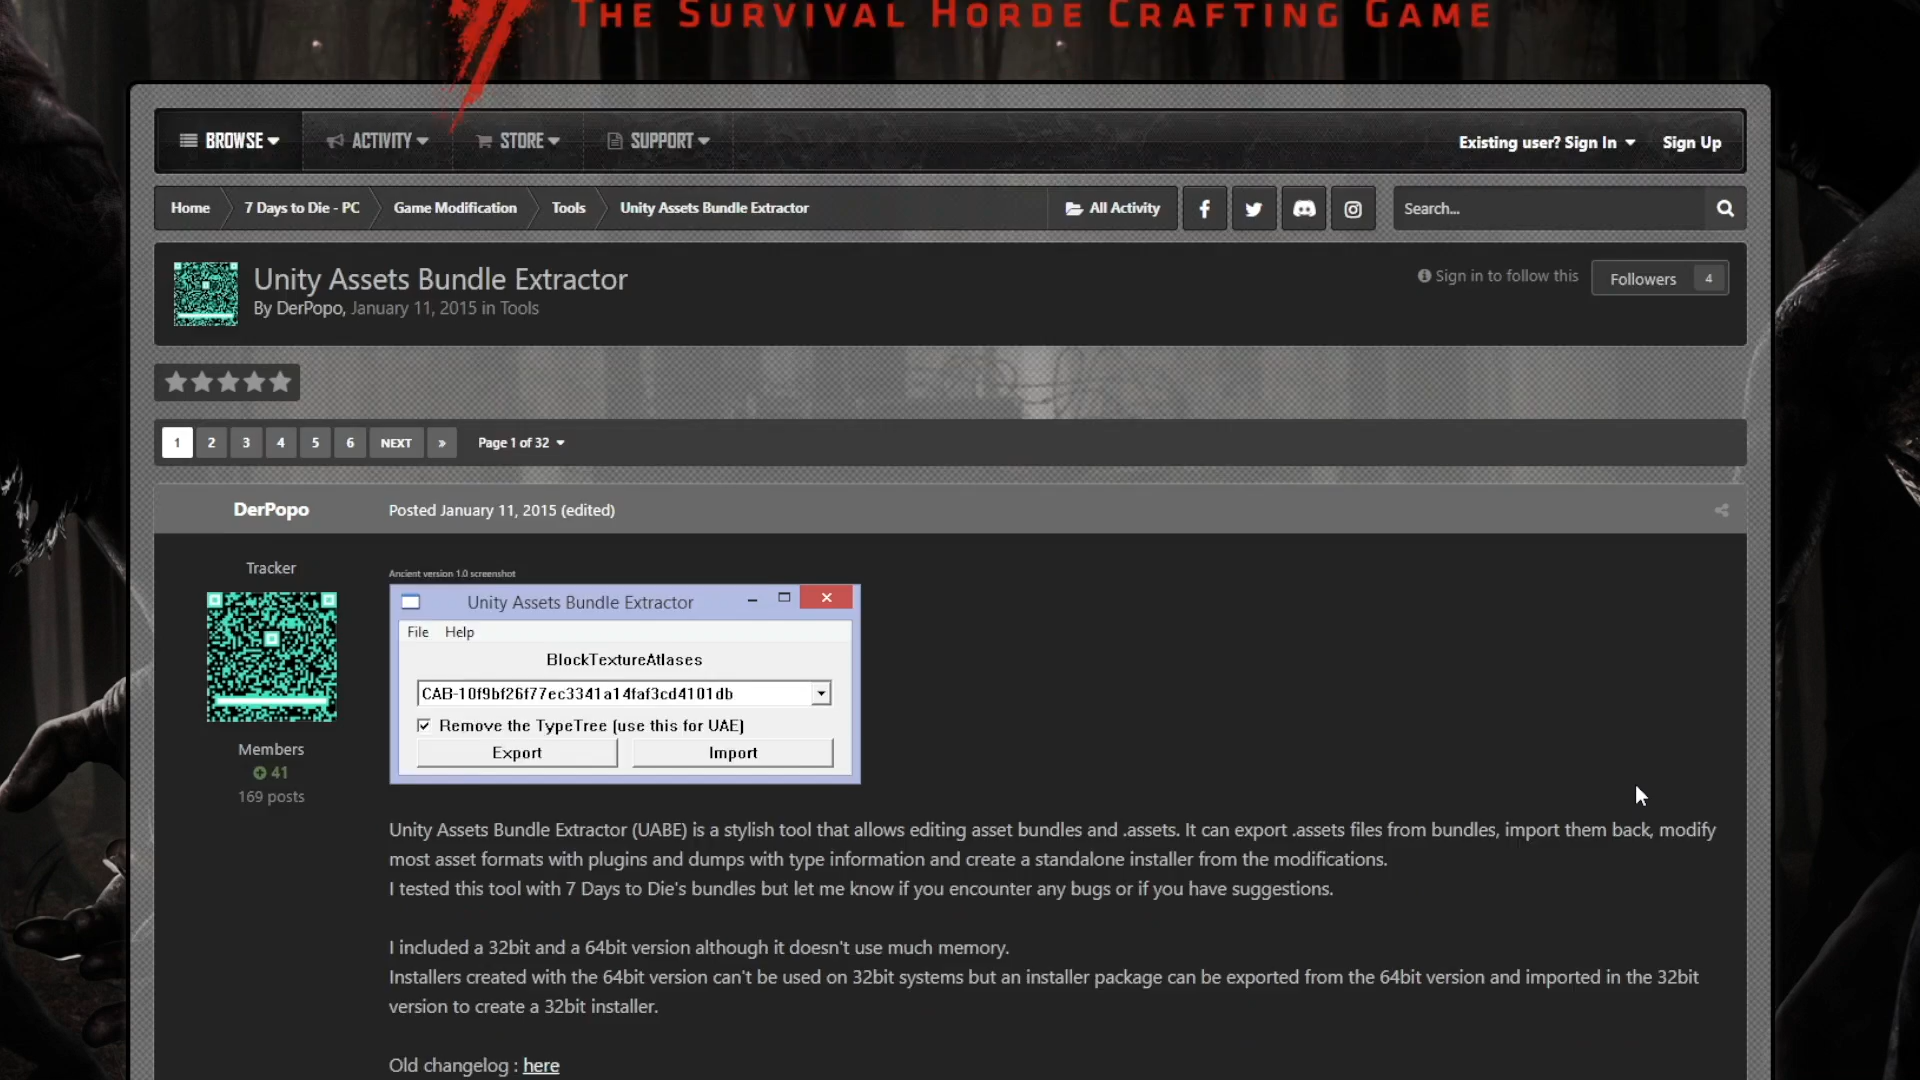 THE SURVIVAL HORDE CRAFTING GAME
BROWSE
ACTIVITY
STORE
SUPPORT
Existing user? Sign In
Sign Up
Home
7 Days to Die - PC
Game Modification
Tools
Unity Assets Bundle Extractor
All Activity
Search...
Unity Assets Bundle Extractor
By DerPopo, January 11, 2015 in Tools
Sign in to follow this
Followers 4
1 2 3 4 5 6 NEXT » Page 1 of 32
DerPopo
Posted January 11, 2015 (edited)
Tracker
Members
41
169 posts
Ancient version 1.0 screenshot
Unity Assets Bundle Extractor
File Help
BlockTextureAtlases
CAB-10f9bf26f77ec3341a14faf3cd4101db
Remove the TypeTree (use this for UAE)
Export Import
Unity Assets Bundle Extractor (UABE) is a stylish tool that allows editing asset bundles and .assets. It can export .assets files from bundles, import them back, modify
most asset formats with plugins and dumps with type information and create a standalone installer from the modifications.
I tested this tool with 7 Days to Die's bundles but let me know if you encounter any bugs or if you have suggestions.
I included a 32bit and a 64bit version although it doesn't use much memory.
Installers created with the 64bit version can't be used on 32bit systems but an installer package can be exported from the 64bit version and imported in the 32bit
version to create a 32bit installer.
Old changelog : here